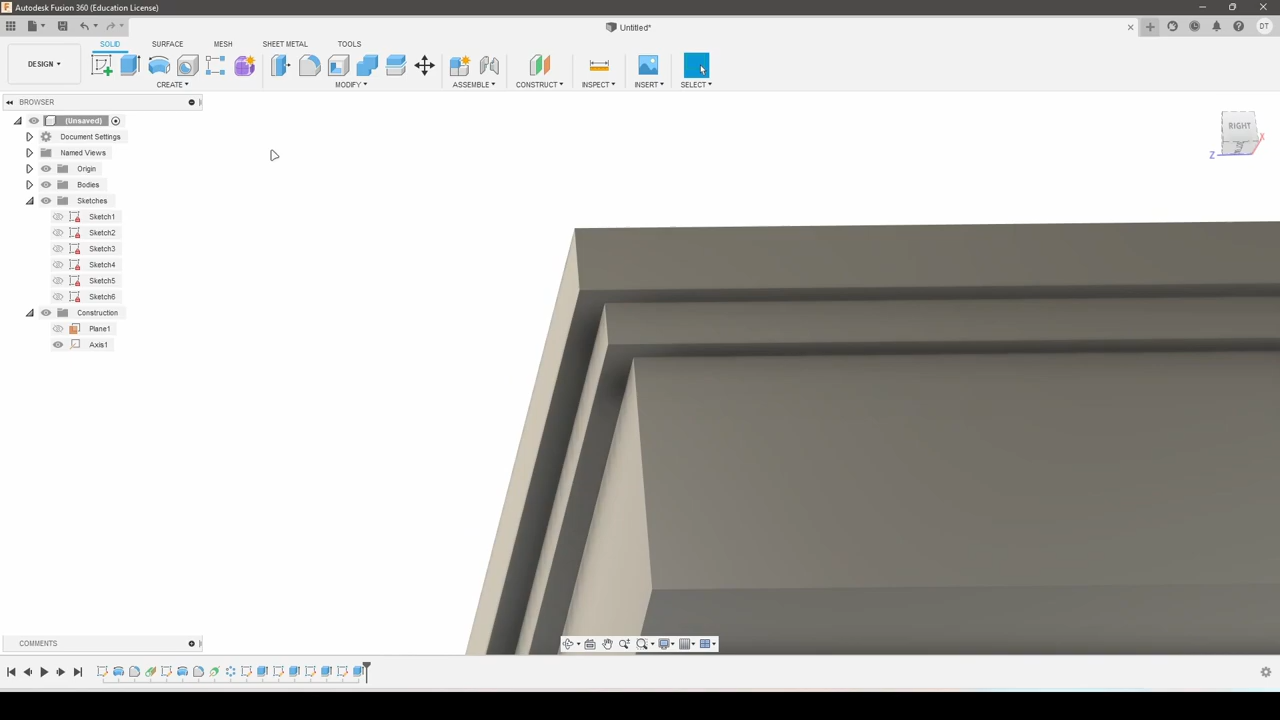 Autodesk Fusion 360 (Education License)
Untitled*
DT
DESIGN
SOLID
SURFACE
MESH
SHEET METAL
TOOLS
CREATE
MODIFY
ASSEMBLE
CONSTRUCT
INSPECT
INSERT
SELECT
BROWSER
(Unsaved)
Document Settings
Named Views
Origin
Bodies
Sketches
Sketch1
Sketch2
Sketch3
Sketch4
Sketch5
Sketch6
Construction
Plane1
Axis1
RIGHT
X
Z
COMMENTS